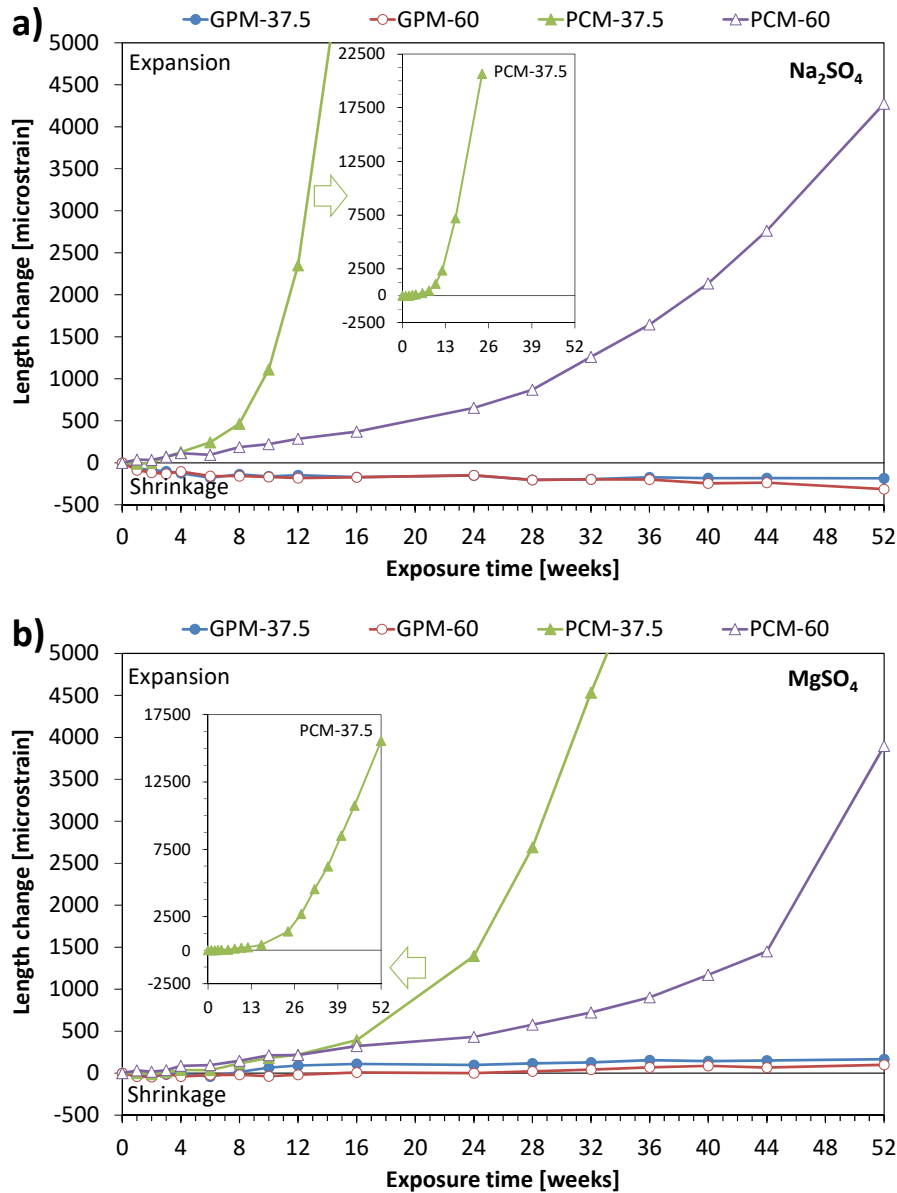 a)
GPM-37.5 GPM-60 PCM-37.5 PCM-60
Length change [microstrain]
5000
4500
4000
3500
3000
2500
2000
1500
1000
500
0
-500
Expansion
Na₂SO₄
22500
17500
12500
7500
2500
-2500
PCM-37.5
0 13 26 39 52
Shrinkage
0 4 8 12 16 20 24 28 32 36 40 44 48 52
Exposure time [weeks]
b)
GPM-37.5 GPM-60 PCM-37.5 PCM-60
Length change [microstrain]
5000
4500
4000
3500
3000
2500
2000
1500
1000
500
0
-500
Expansion
MgSO₄
17500
12500
7500
2500
0
-2500
PCM-37.5
0 13 26 39 52
Shrinkage
0 4 8 12 16 20 24 28 32 36 40 44 48 52
Exposure time [weeks]